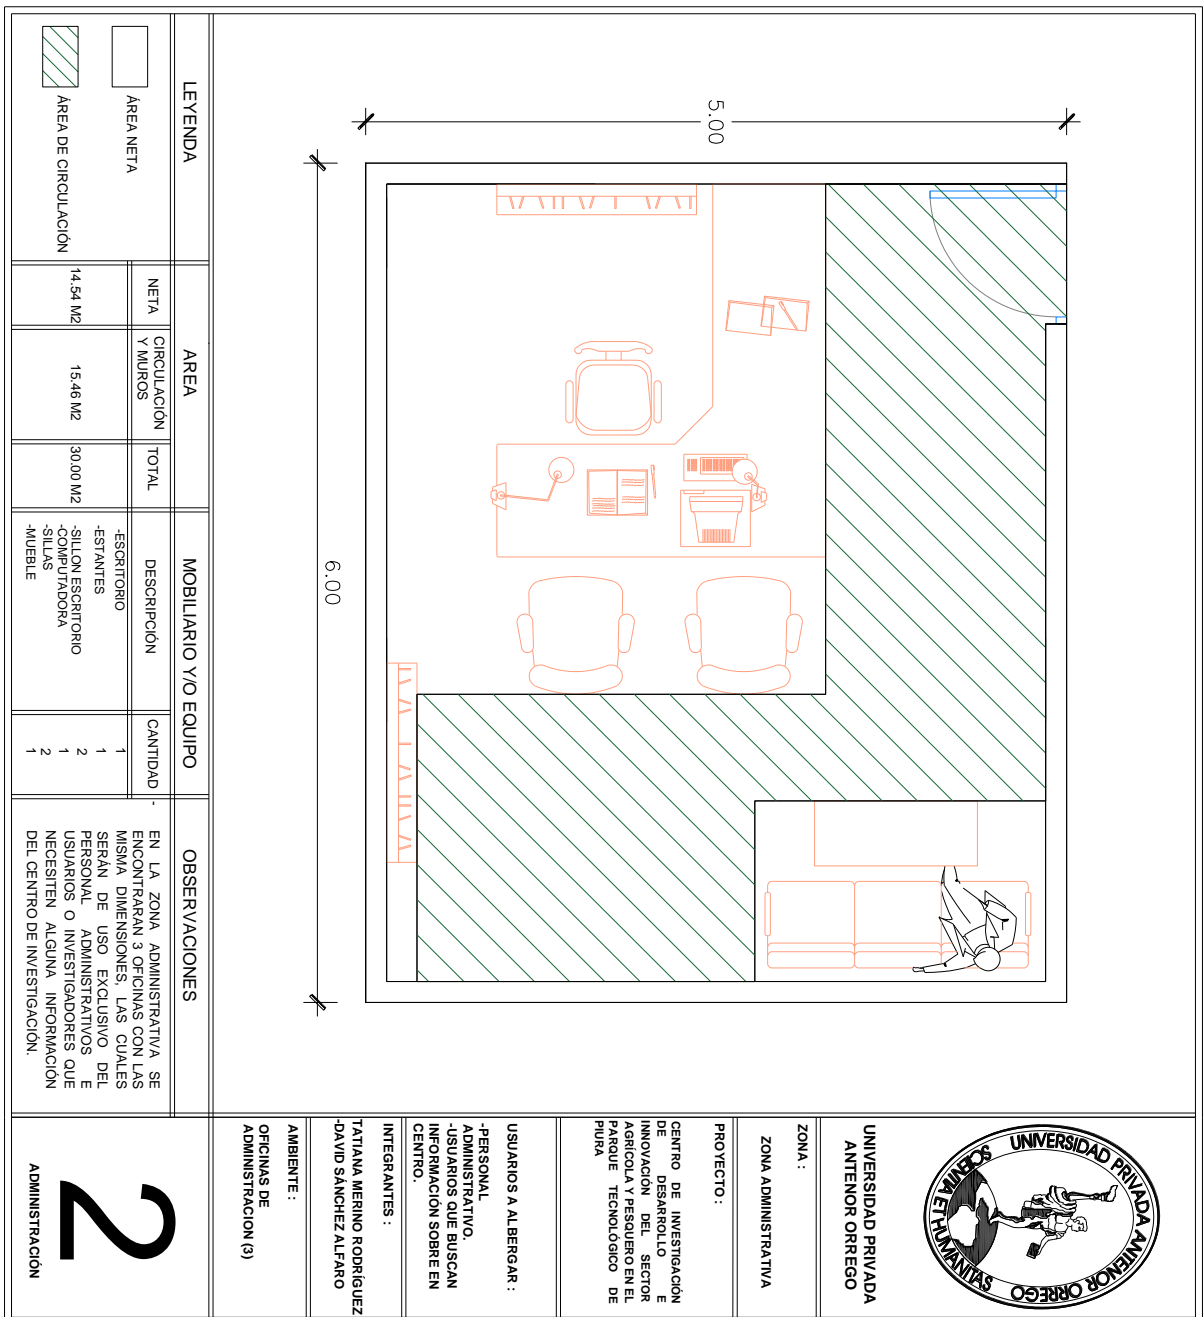 5.00
6.00
UNIVERSIDAD PRIVADA ANTENOR ORREGO
SCIENTIA ET HUMANITAS
UNIVERSIDAD PRIVADA
ANTENOR ORREGO
ZONA :
ZONA ADMINISTRATIVA
PROYECTO :
CENTRO DE INVESTIGACIÓN
DE DESARROLLO E
INNOVACIÓN DEL SECTOR
AGRÍCOLA Y PESQUERO EN EL
PARQUE TECNOLÓGICO DE
PIURA
USUARIOS A ALBERGAR :
-PERSONAL
ADMINISTRATIVO.
-USUARIOS QUE BUSCAN
INFORMACIÓN SOBRE EN
CENTRO.
INTEGRANTES :
TATIANA MERINO RODRÍGUEZ
-DAVID SÁNCHEZ ALFARO
AMBIENTE :
OFICINAS DE
ADMINISTRACION (3)
2
ADMINISTRACIÓN
LEYENDA
ÁREA NETA
ÁREA DE CIRCULACIÓN
AREA
NETA
CIRCULACIÓN
Y MUROS
TOTAL
14.54 M2
15.46 M2
30.00 M2
MOBILIARIO Y/O EQUIPO
DESCRIPCIÓN
CANTIDAD
-ESCRITORIO 1
-ESTANTES 1
-SILLON ESCRITORIO 2
-COMPUTADORA 1
-SILLAS 2
-MUEBLE 1
OBSERVACIONES
- EN LA ZONA ADMINISTRATIVA SE
ENCONTRARAN 3 OFICINAS CON LAS
MISMA DIMENSIONES, LAS CUALES
SERÁN DE USO EXCLUSIVO DEL
PERSONAL ADMINISTRATIVOS E
USUARIOS O INVESTIGADORES QUE
NECESITEN ALGUNA INFORMACIÓN
DEL CENTRO DE INVESTIGACIÓN.